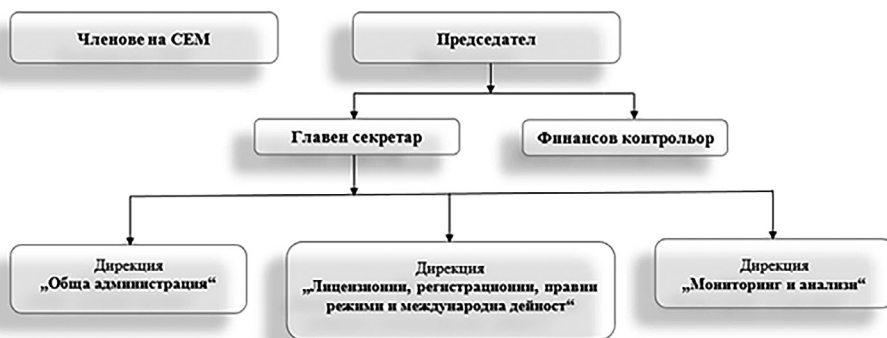 Членове на СЕМ
Председател
Главен секретар
Финансов контрольор
Дирекция
„Обща администрация“
Дирекция
„Лицензионни, регистрационни, правни
режими и международна дейност“
Дирекция
„Мониторинг и анализи“